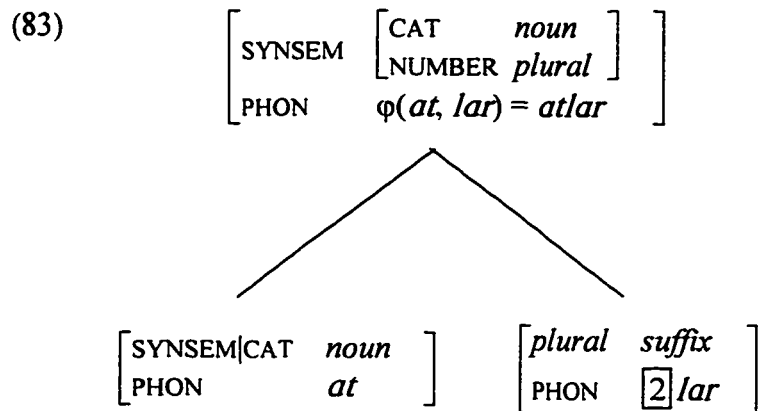 (83)
CAT noun
SYNSEM
NUMBER plural
PHON φ(at, lar) = atlar
SYNSEM|CAT noun
PHON at
plural suffix
PHON 2 lar